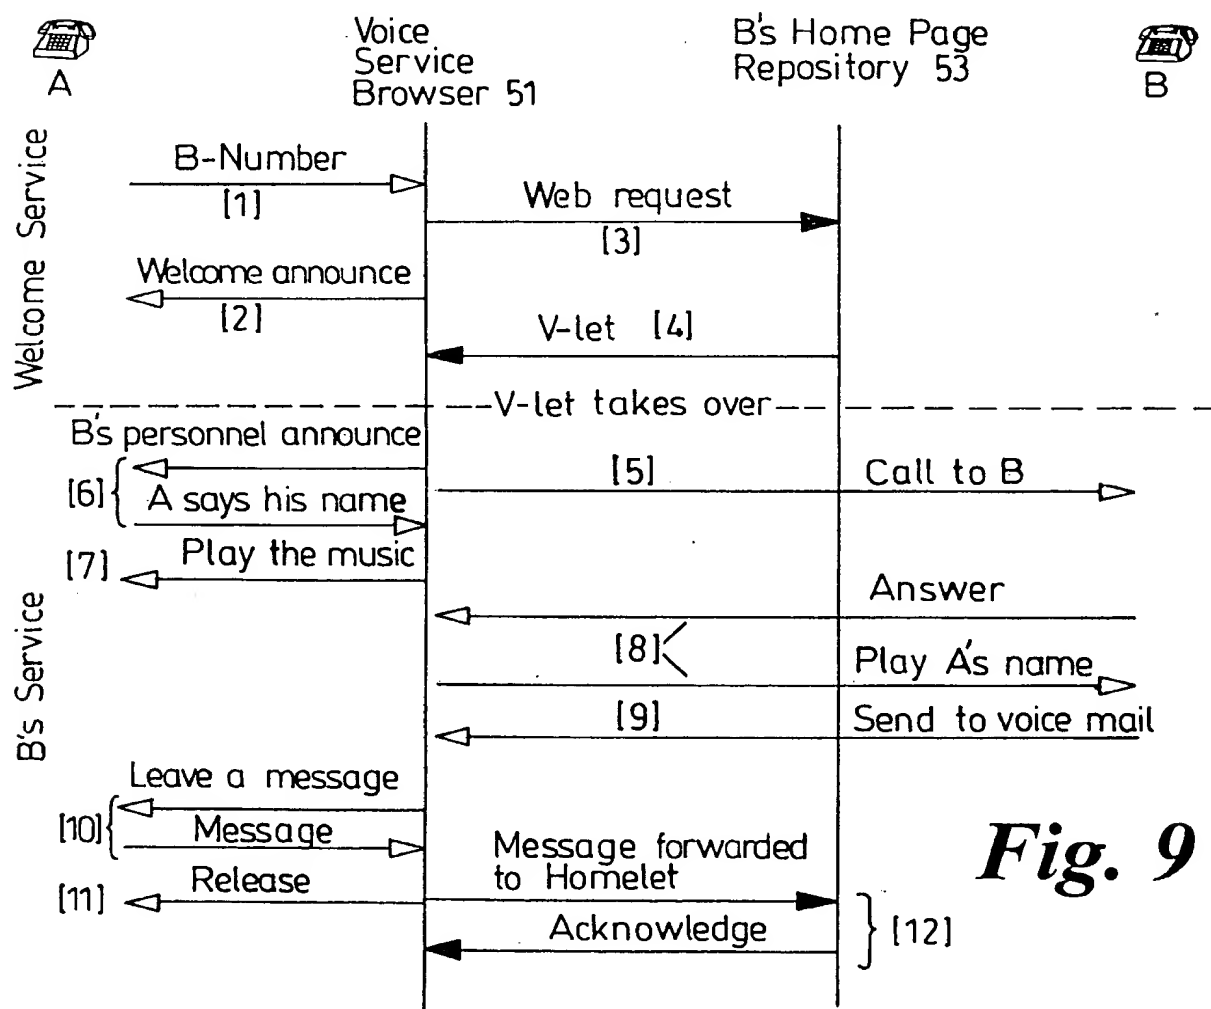 A
Voice
Service
Browser 51
B's Home Page
Repository 53
B
Welcome Service
B-Number
[1]
Web request
[3]
Welcome announce
[2]
V-let [4]
V-let takes over
B's Service
B's personnel announce
[5]
Call to B
[6]
A says his name
[7]
Play the music
Answer
[8]
Play A's name
[9]
Send to voice mail
Leave a message
[10]
Message
Message forwarded
to Homelet
[11]
Release
Acknowledge
[12]
Fig. 9